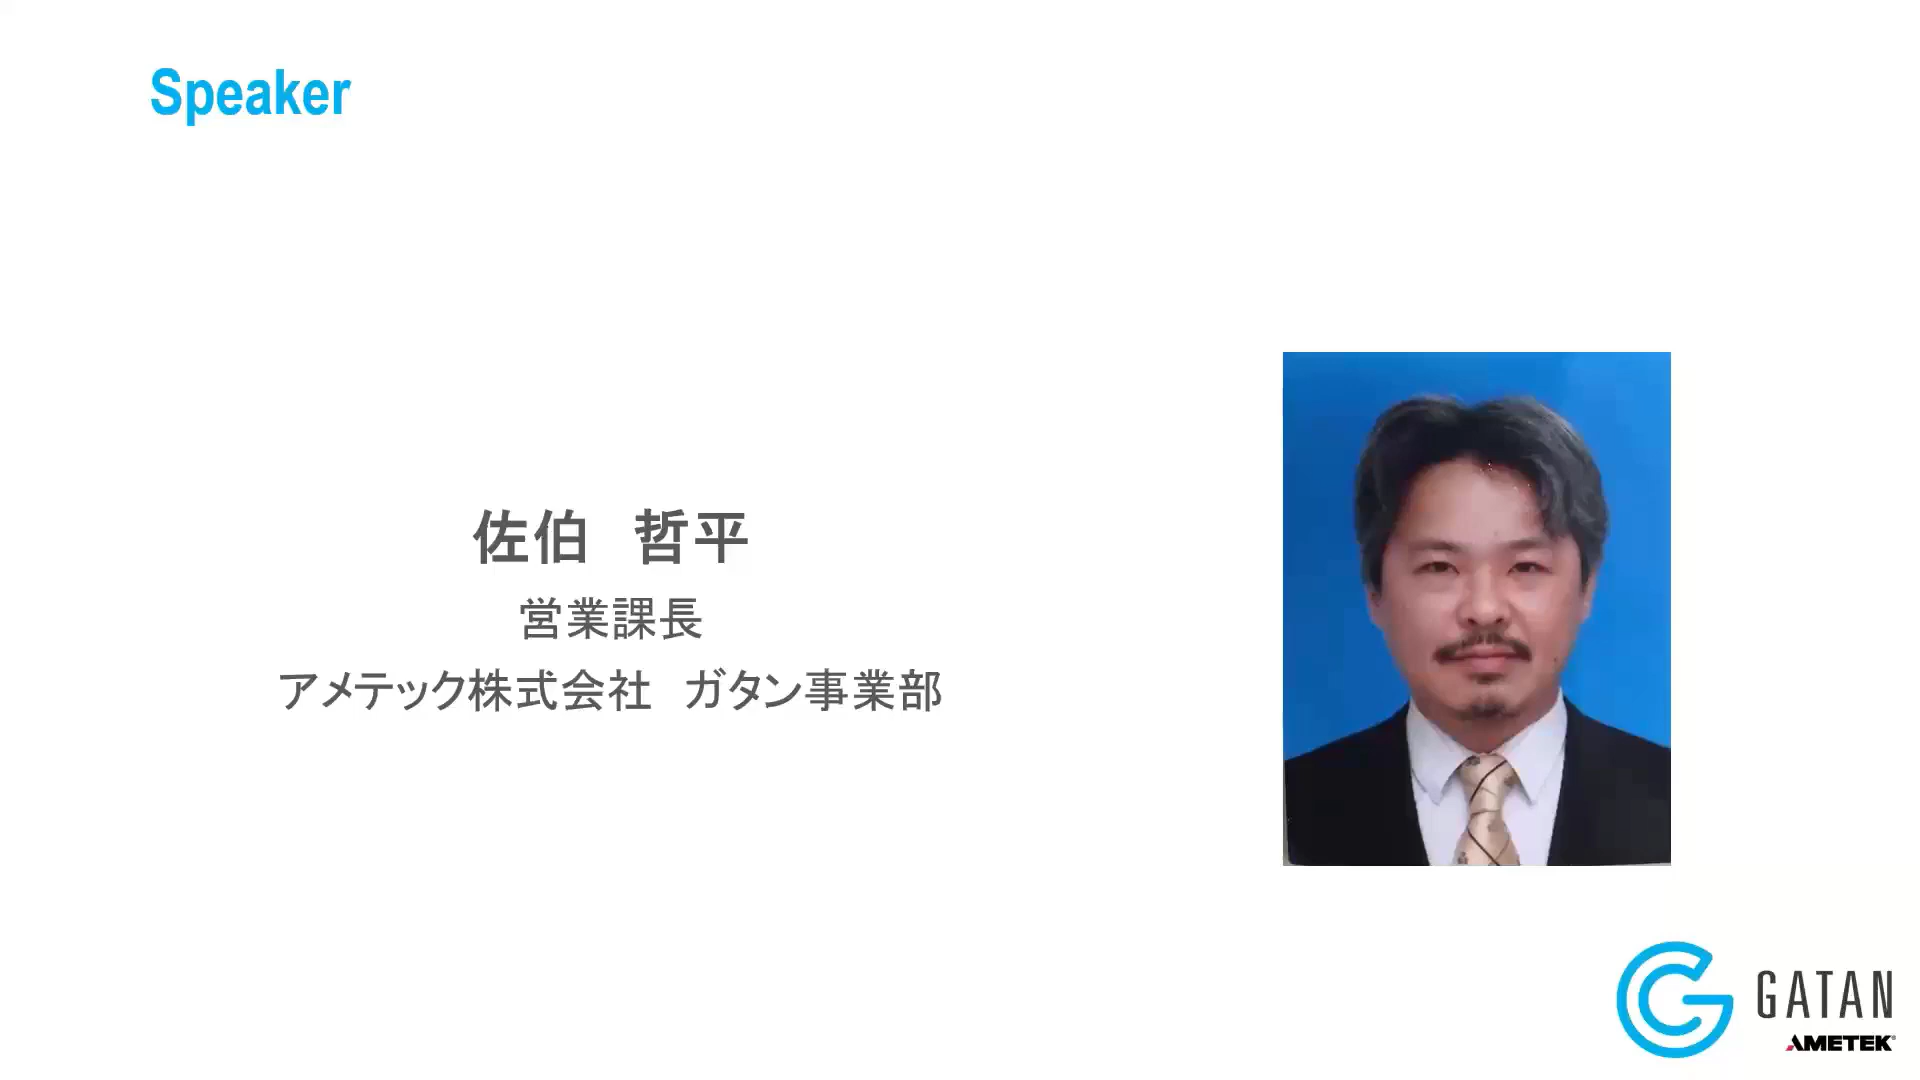 Speaker
佐伯　哲平
営業課長
アメテック株式会社　ガタン事業部
GATAN
AMETEK®